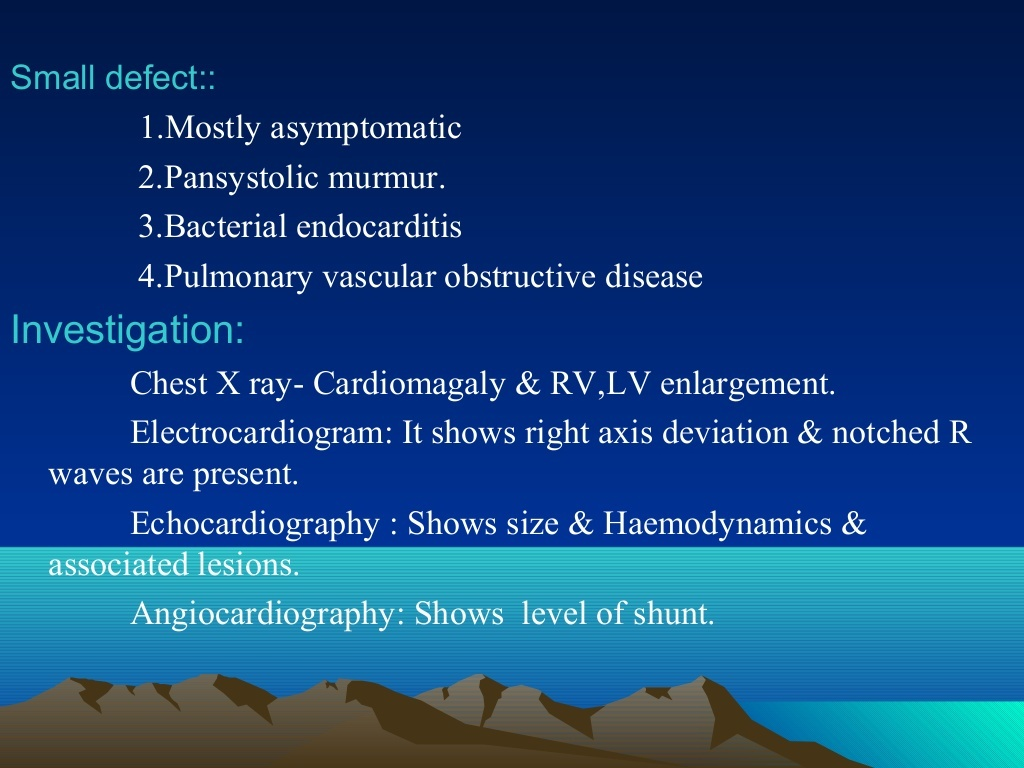 Small defect::
1.Mostly asymptomatic
2.Pansystolic murmur.
3.Bacterial endocarditis
4.Pulmonary vascular obstructive disease
Investigation:
Chest X ray- Cardiomagaly & RV,LV enlargement.
Electrocardiogram: It shows right axis deviation & notched R
waves are present.
Echocardiography : Shows size & Haemodynamics &
associated lesions.
Angiocardiography: Shows  level of shunt.